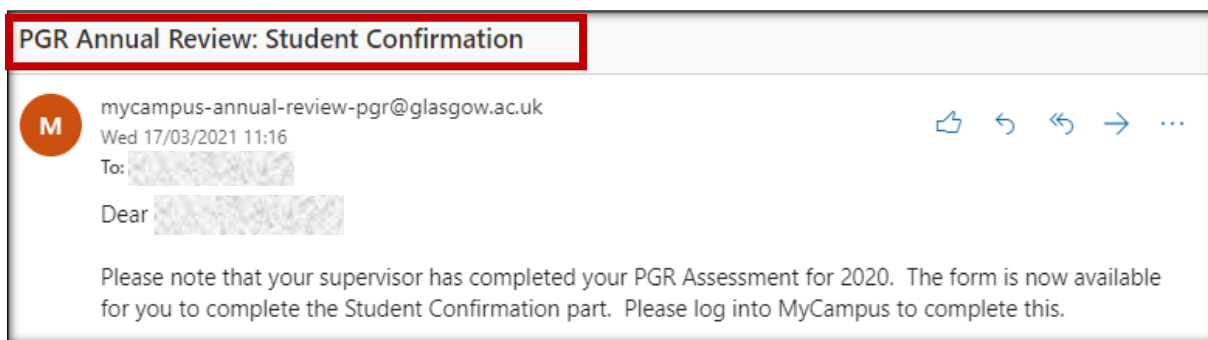 PGR Annual Review: Student Confirmation
M
mycampus-annual-review-pgr@glasgow.ac.uk
Wed 17/03/2021 11:16
To:
Dear
Please note that your supervisor has completed your PGR Assessment for 2020.  The form is now available
for you to complete the Student Confirmation part.  Please log into MyCampus to complete this.